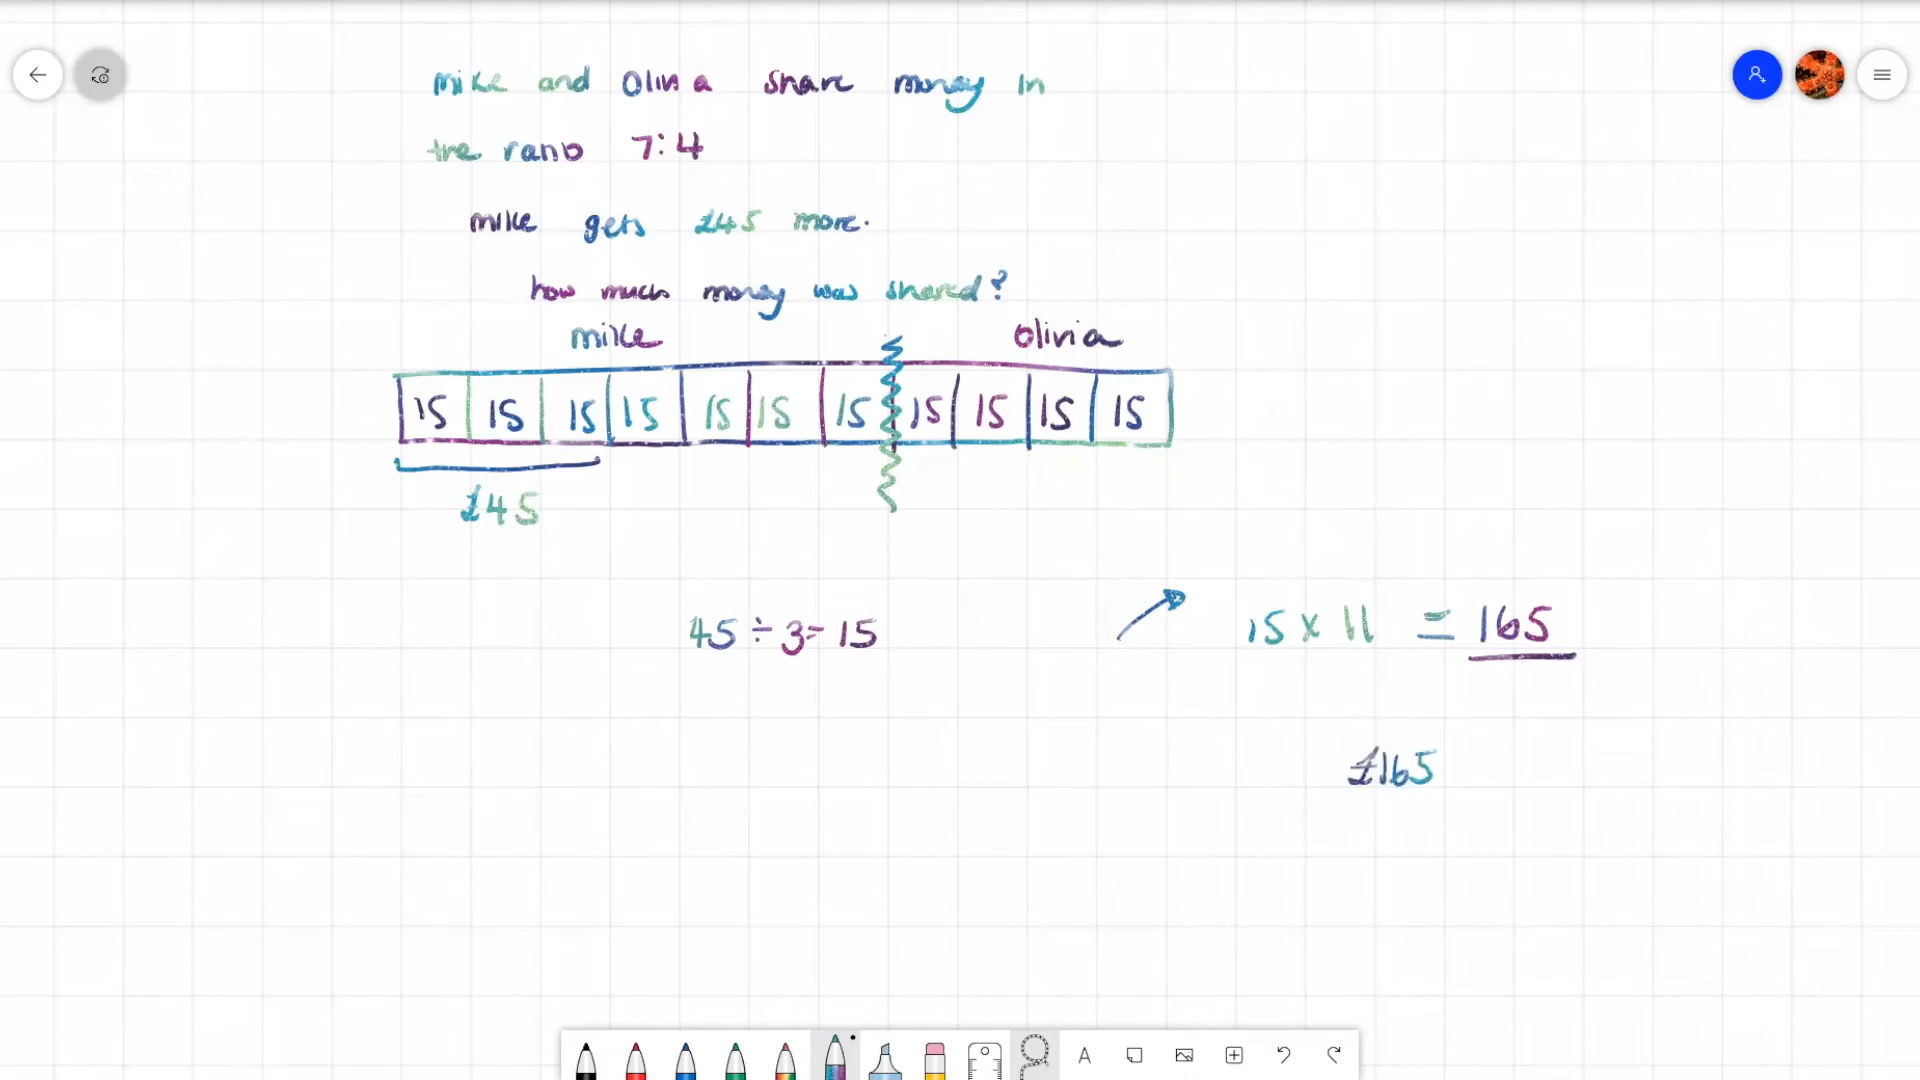 mike and Olivia share money in
the ratio 7:4
mike gets £45 more.
how much money was shared?
mike olivia
15 15 15 15 15 15 15 15 15 15 15
£45
45 ÷ 3 = 15
15 x 11 = 165
£165
A